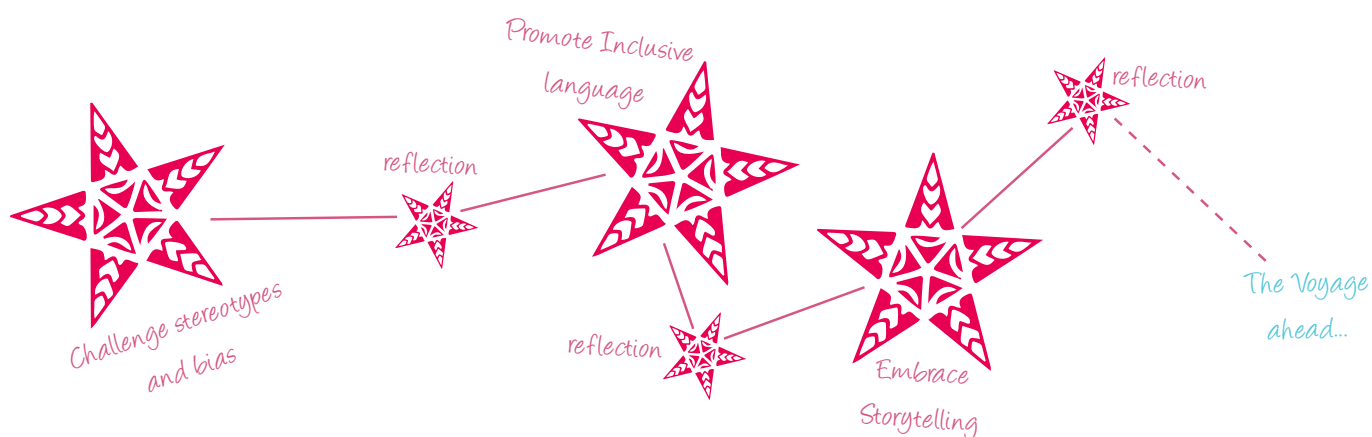 Challenge stereotypes
and bias
reflection
Promote Inclusive
language
reflection
Embrace
Storytelling
reflection
The Voyage
ahead...